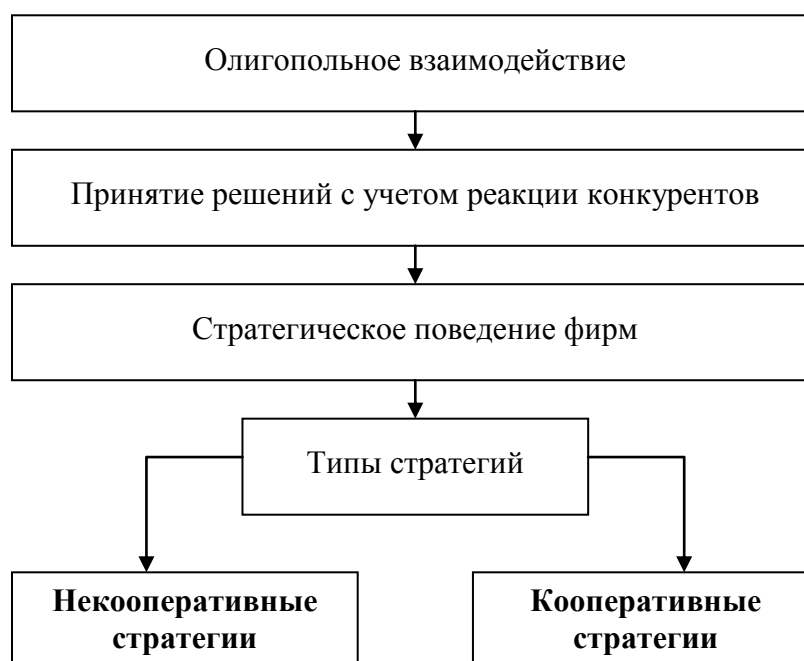 Олигопольное взаимодействие
Принятие решений с учетом реакции конкурентов
Стратегическое поведение фирм
Типы стратегий
Некооперативные
стратегии
Кооперативные
стратегии